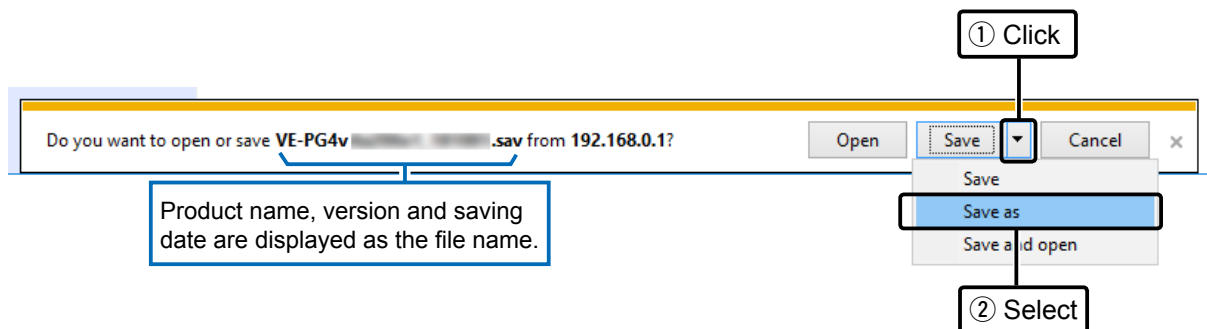 ① Click
Do you want to open or save VE-PG4v .sav from 192.168.0.1?
Open
Save
Cancel
×
Save
Save as
Save and open
Product name, version and saving
date are displayed as the file name.
② Select